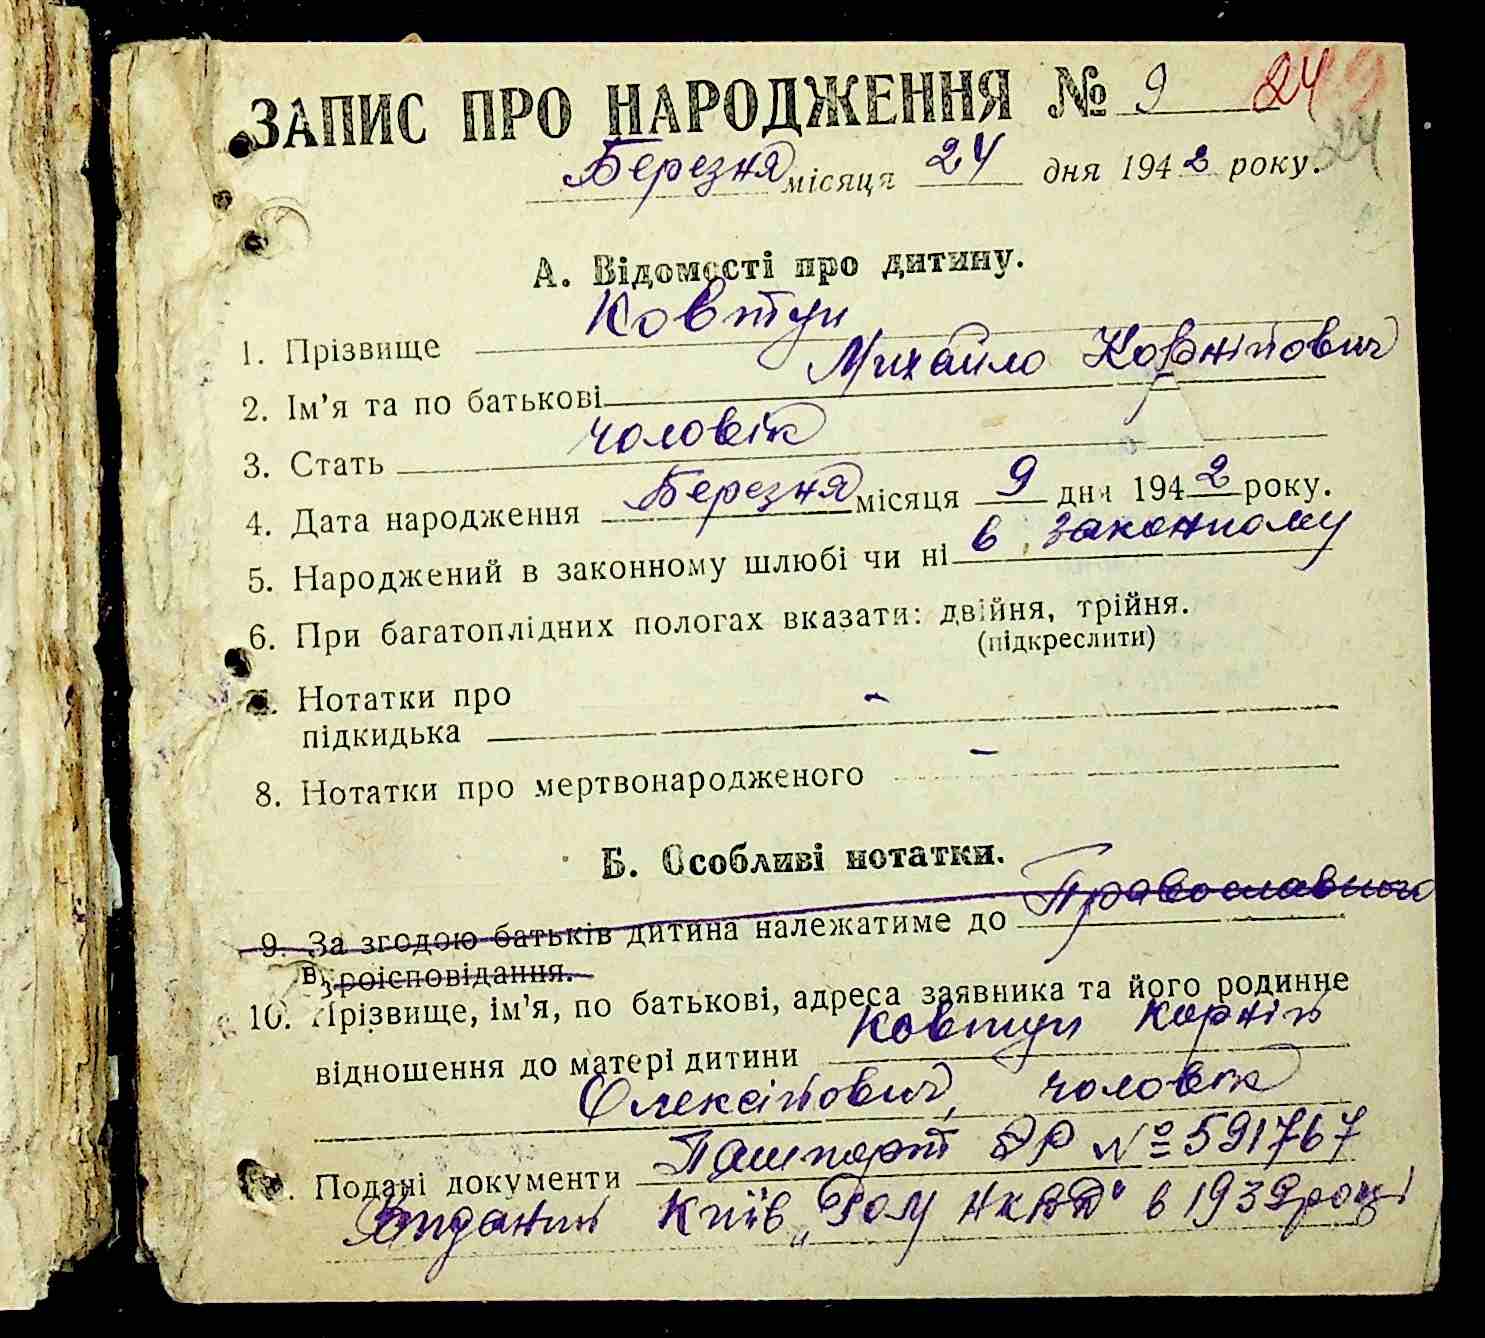 ЗАПИС ПРО НАРОДЖЕННЯ № 9 24
Березня місяця 24 дня 1942 року. 24
А. Відомості про дитину.
1. Прізвище Ковтун
2. Ім'я та по батькові Михайло Корнійович
3. Стать чоловік
4. Дата народження Березня місяця 9 дня 1942 року.
5. Народжений в законному шлюбі чи ні в законному
6. При багатоплідних пологах вказати: двійня, трійня.
(підкреслити)
Нотатки про
підкидька -
8. Нотатки про мертвонародженого -
Б. Особливі нотатки.
9. За згодою батьків дитина належатиме до Православного
віроісповідання.
10. Прізвище, ім'я, по батькові, адреса заявника та його родинне
відношення до матері дитини Ковтун Корній
Олексійович, чоловік
Подані документи Пашпорт № 591767
Виданий Київ НКВД" в 1939 році